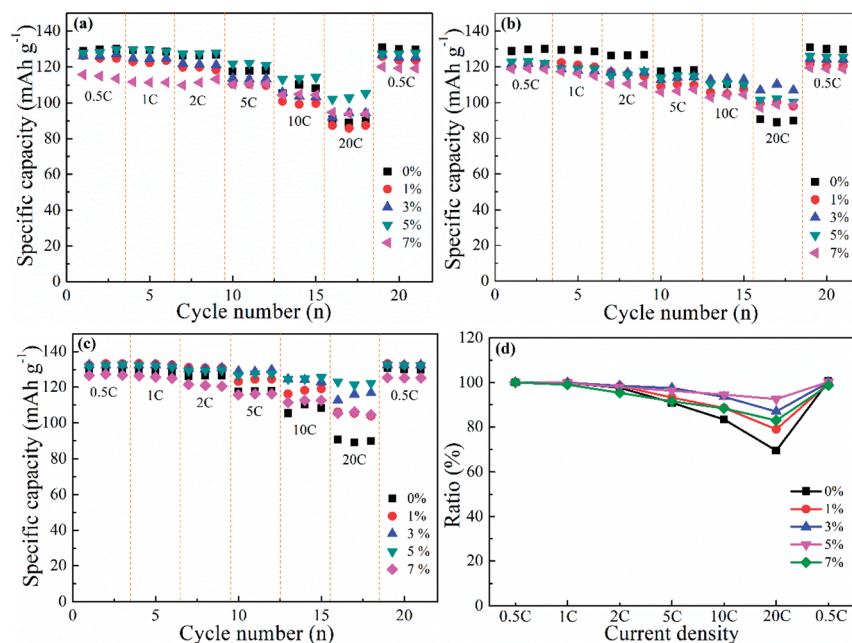 (a)
Specific capacity (mAh g-1)
140
120
100
80
60
40
20
0
0.5C
1C
2C
5C
10C
20C
0.5C
0%
1%
3%
5%
7%
0 5 10 15 20
Cycle number (n)
(b)
Specific capacity (mAh g-1)
140
120
100
80
60
40
20
0
0.5C
1C
2C
5C
10C
20C
0.5C
0%
1%
3%
5%
7%
0 5 10 15 20
Cycle number (n)
(c)
Specific capacity (mAh g-1)
140
120
100
80
60
40
20
0
0.5C
1C
2C
5C
10C
20C
0.5C
0%
1%
3 %
5 %
7 %
0 5 10 15 20
Cycle number (n)
(d)
Ratio (%)
120
100
80
60
40
20
0
0%
1%
3%
5%
7%
0.5C 1C 2C 5C 10C 20C 0.5C
Current density